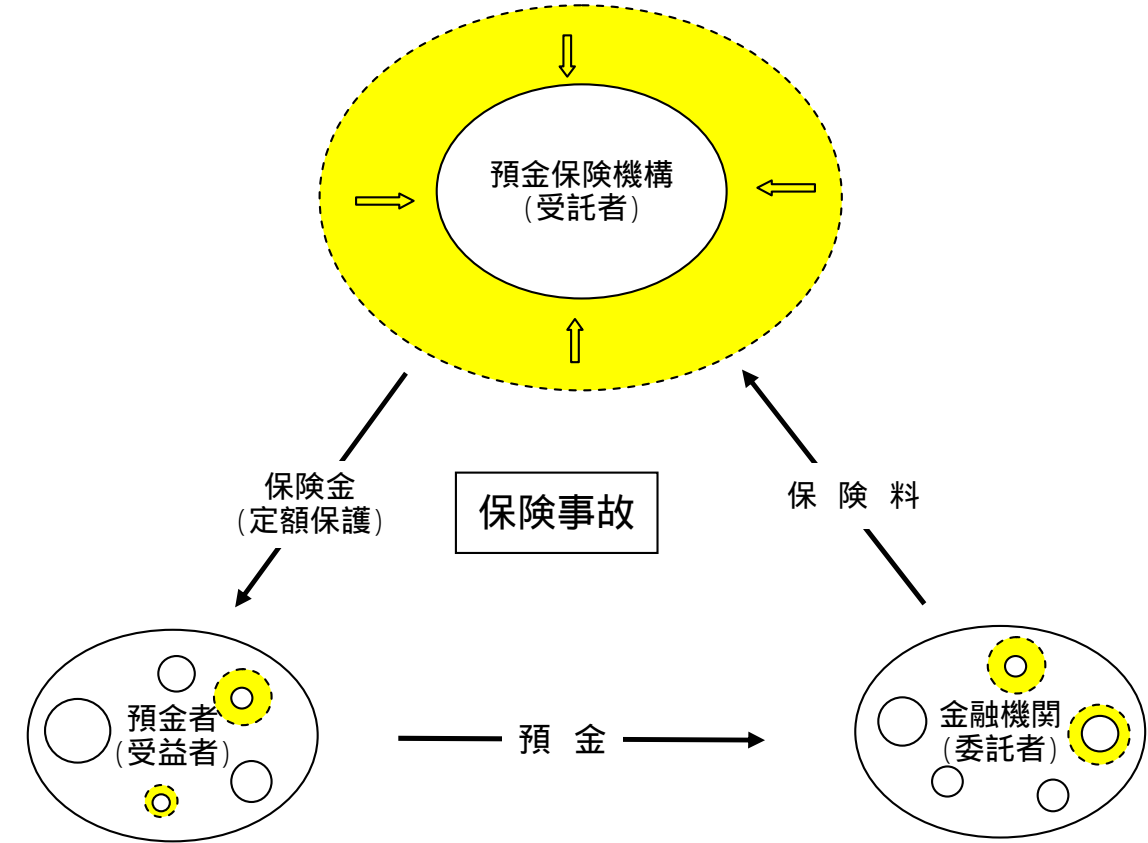 預金保険機構
(受託者)
保険金
(定額保護)
保険事故
保 険 料
預金者
(受益者)
預 金
金融機関
(委託者)